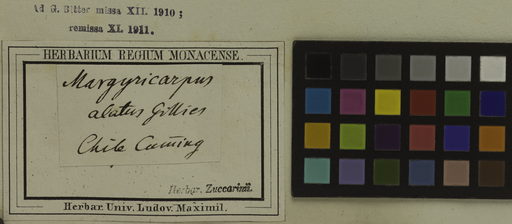 Ad G. Bitter missa XII. 1910 ;
remissa XI. 1911.
HERBARIUM REGIUM MONACENSE.
Margyricarpus
alatus Gillies
Chile Cuming
Herbar. Zuccarinii.
Herbar. Univ. Ludov. Maximil.